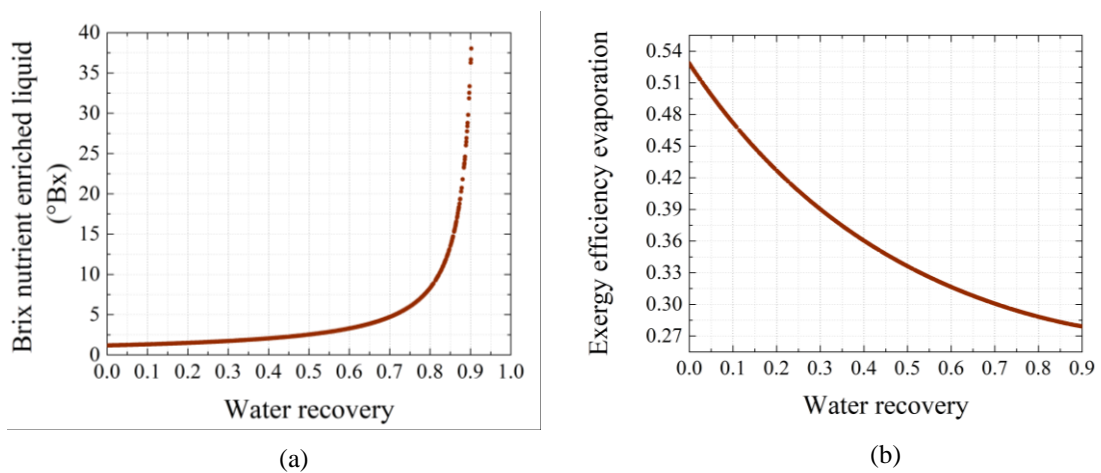 Brix nutrient enriched liquid
(°Bx)
40
35
30
25
20
15
10
5
0
0.0 0.1 0.2 0.3 0.4 0.5 0.6 0.7 0.8 0.9 1.0
Water recovery
(a)
Exergy efficiency evaporation
0.54
0.51
0.48
0.45
0.42
0.39
0.36
0.33
0.30
0.27
0.0 0.1 0.2 0.3 0.4 0.5 0.6 0.7 0.8 0.9
Water recovery
(b)